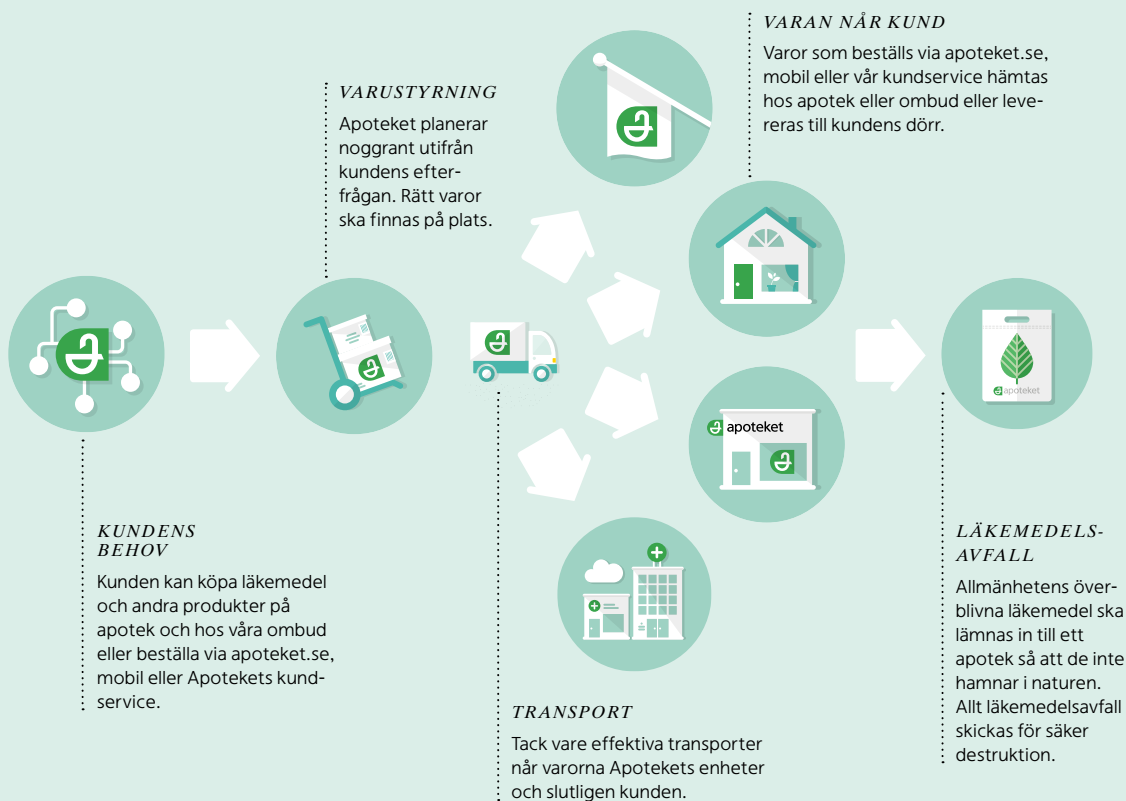 VARAN NÅR KUND
Varor som beställs via apoteket.se,
mobil eller vår kundservice hämtas
hos apotek eller ombud eller leve-
reras till kundens dörr.
VARUSTYRNING
Apoteket planerar
noggrant utifrån
kundens efter-
frågan. Rätt varor
ska finnas på plats.
apoteket
apoteket
KUNDENS
BEHOV
Kunden kan köpa läkemedel
och andra produkter på
apotek och hos våra ombud
eller beställa via apoteket.se,
mobil eller Apotekets kund-
service.
TRANSPORT
Tack vare effektiva transporter
når varorna Apotekets enheter
och slutligen kunden.
LÄKEMEDELS-
AVFALL
Allmänhetens över-
blivna läkemedel ska
lämnas in till ett
apotek så att de inte
hamnar i naturen.
Allt läkemedelsavfall
skickas för säker
destruktion.